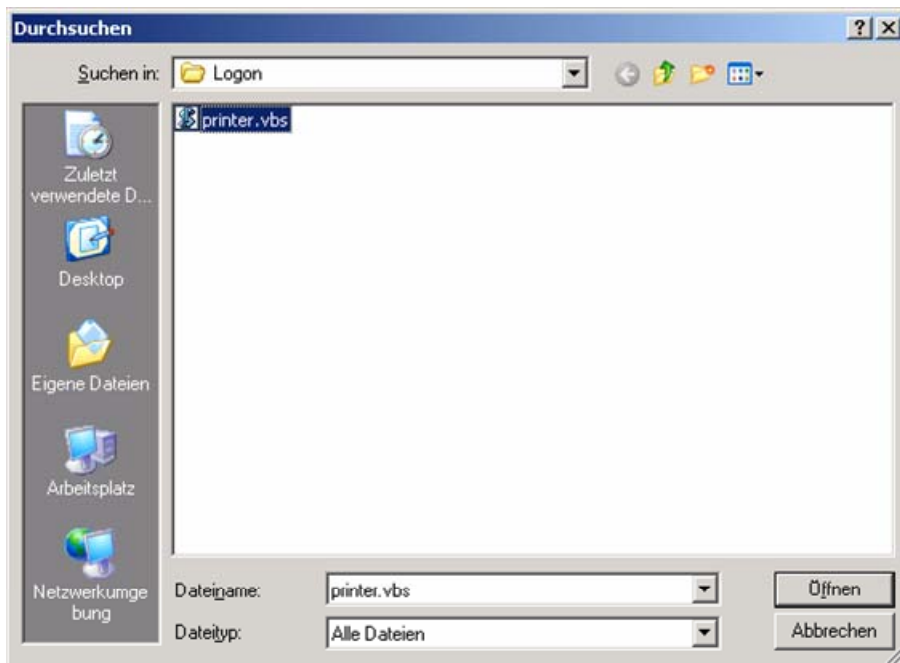 Durchsuchen
Suchen in:
Logon
printer.vbs
Zuletzt
verwendete D...
Desktop
Eigene Dateien
Arbeitsplatz
Netzwerkumge
bung
Dateiname:
printer.vbs
Öffnen
Dateityp:
Alle Dateien
Abbrechen